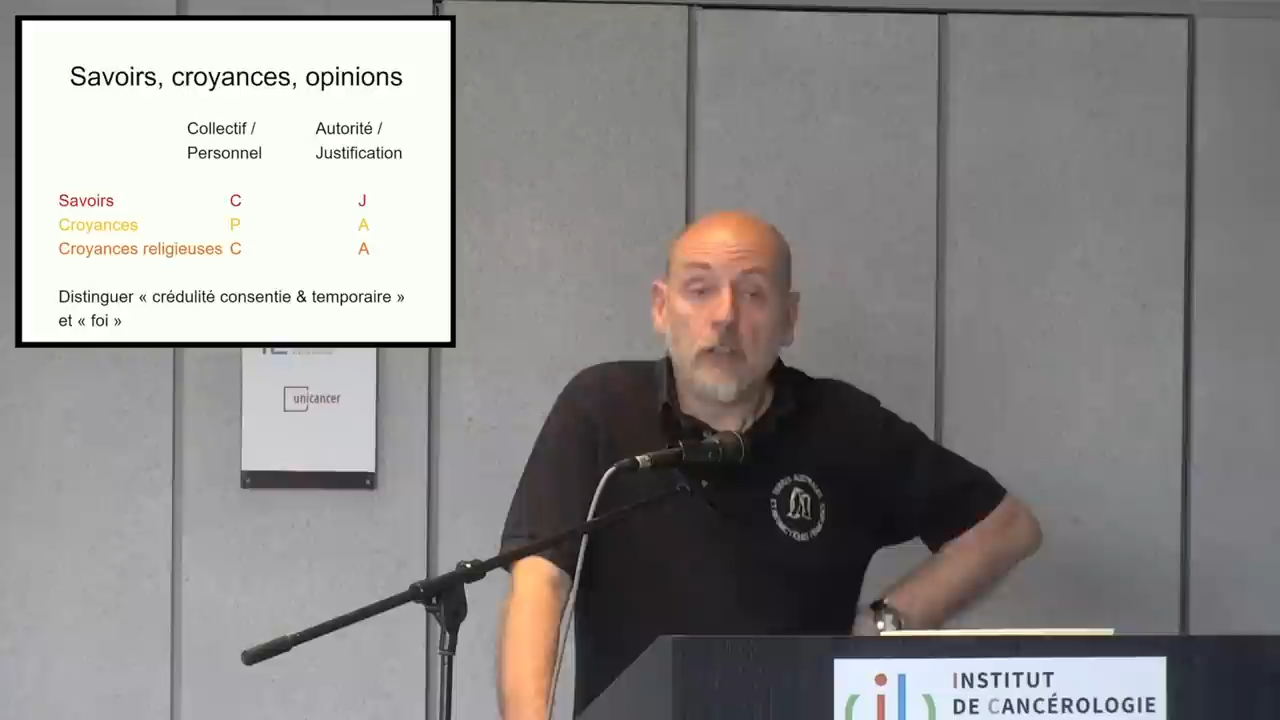 Savoirs, croyances, opinions
Collectif / Autorité /
Personnel Justification
Savoirs C J
Croyances P A
Croyances religieuses C A
Distinguer « crédulité consentie & temporaire »
et « foi »
unicancer
INSTITUT
DE CANCÉROLOGIE